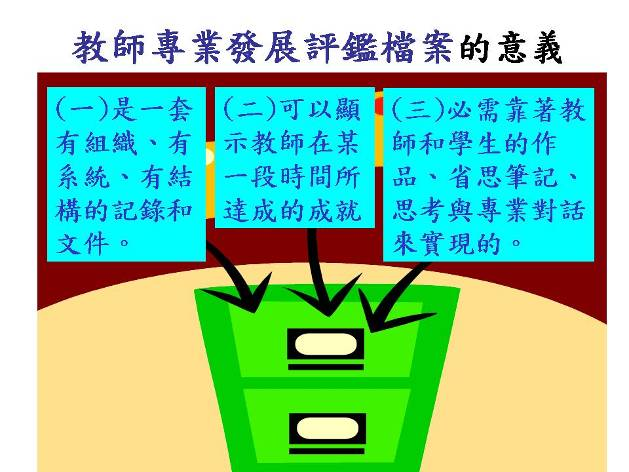 教師專業發展評鑑檔案的意義
(一)是一套
有組織、有
系統、有結
構的記錄和
文件。
(二)可以顯
示教師在某
一段時間所
達成的成就
(三)必需靠著教
師和學生的作
品、省思筆記、
思考與專業對話
來實現的。